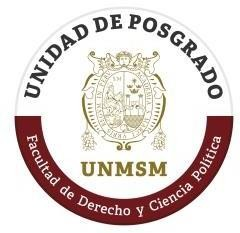 UNIDAD DE POSGRADO
UNMSM
Facultad de Derecho y Ciencia Política